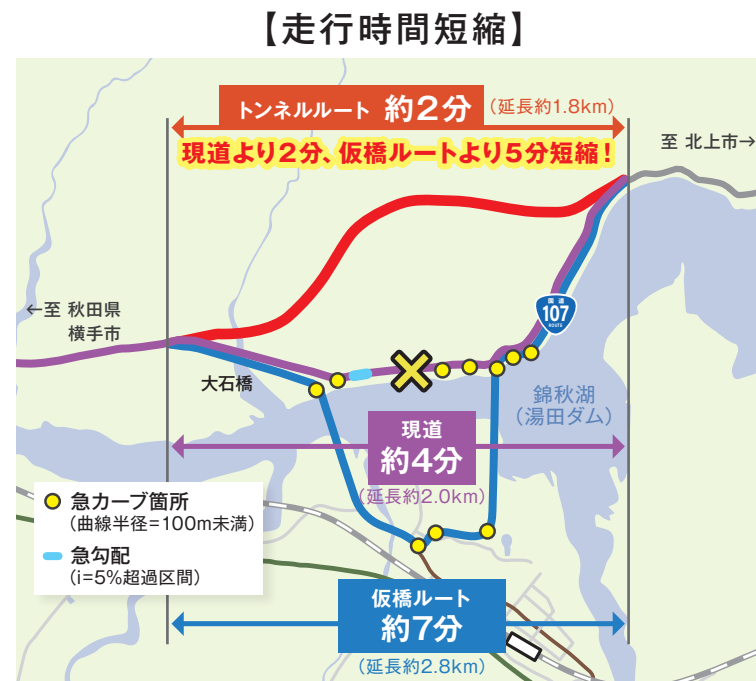 【走行時間短縮】
トンネルルート 約2分 (延長約1.8km)
現道より2分、仮橋ルートより5分短縮!
至 北上市→
国道
107
ROUTE
←至 秋田県
横手市
大石橋
錦秋湖
(湯田ダム)
現道
約4分
(延長約2.0km)
急カーブ箇所
(曲線半径=100m未満)
急勾配
(i=5%超過区間)
仮橋ルート
約7分
(延長約2.8km)